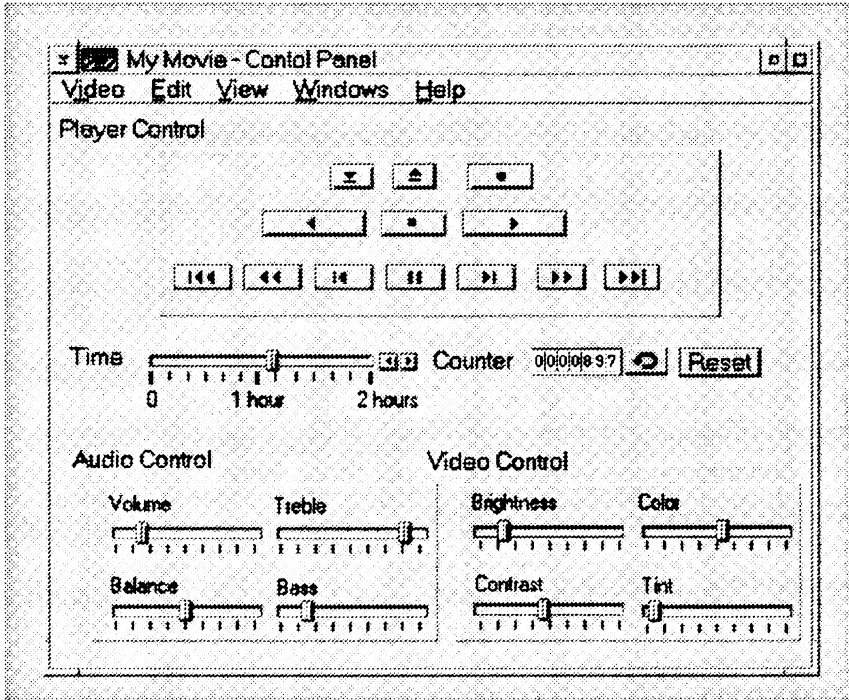 My Movie - Contol Panel
Video Edit View Windows Help
Player Control
Time Counter 0000897 Reset
0 1 hour 2 hours
Audio Control Video Control
Volume Treble Brightness Color
Balance Bass Contrast Tint